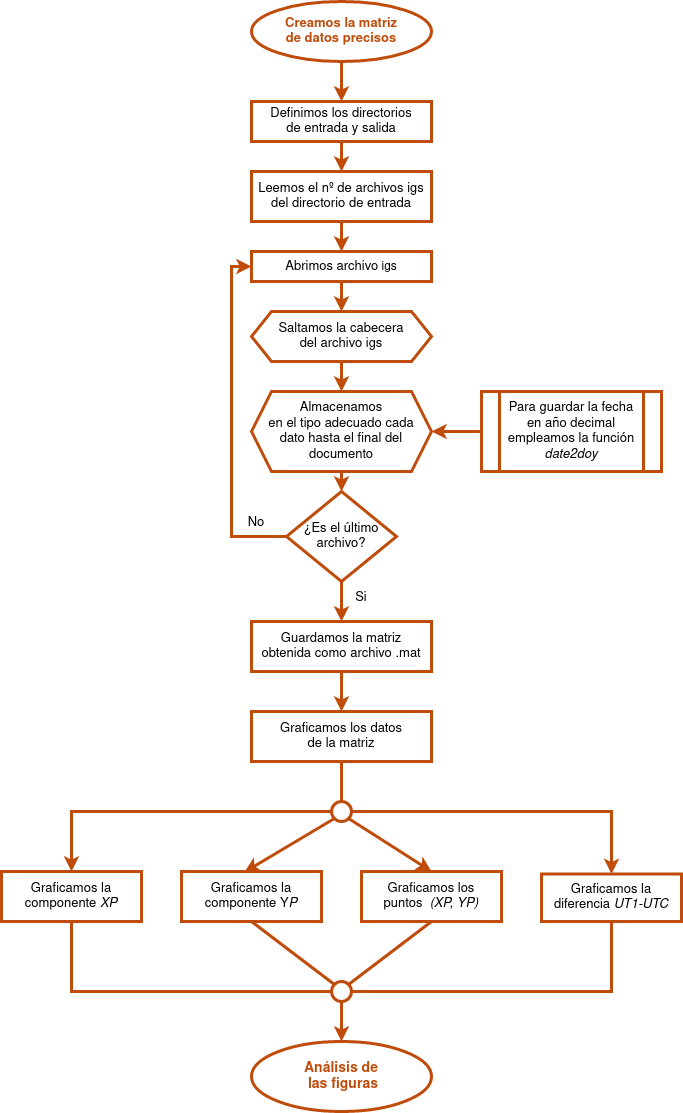 Creamos la matriz
de datos precisos
Definimos los directorios
de entrada y salida
Leemos el nº de archivos igs
del directorio de entrada
Abrimos archivo igs
Saltamos la cabecera
del archivo igs
Almacenamos
en el tipo adecuado cada
dato hasta el final del
documento
Para guardar la fecha
en año decimal
empleamos la función
date2doy
¿Es el último
archivo?
No
Si
Guardamos la matriz
obtenida como archivo .mat
Graficamos los datos
de la matriz
Graficamos la
componente XP
Graficamos la
componente YP
Graficamos los
puntos (XP, YP)
Graficamos la
diferencia UT1-UTC
Análisis de
las figuras